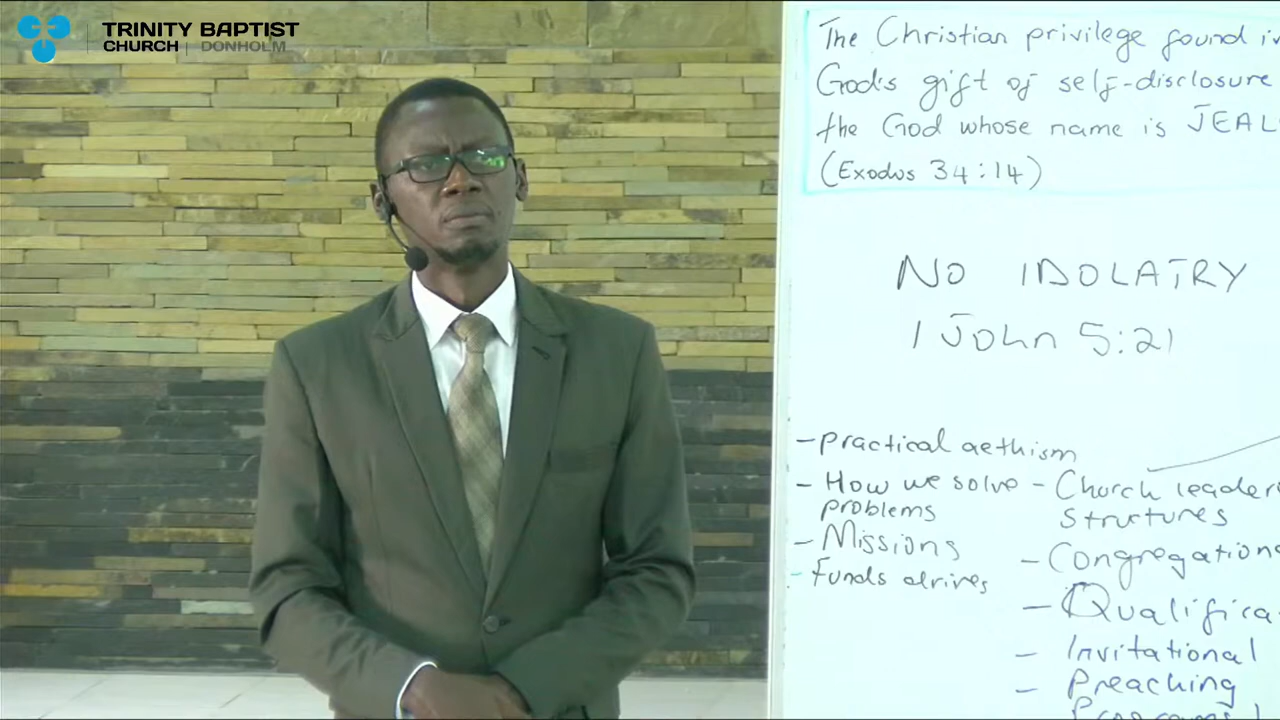 TRINITY BAPTIST
CHURCH | DONHOLM
The Christian privilege found in
God's gift of self-disclosure
the God whose name is JEAL
(Exodus 34:14)
NO IDOLATRY
1 John 5:21
- practical aethism
- How we solve
problems
- Missions
- Funds drives
- Church leader
structures
- Congregationa
- Qualifica
- Invitational
- Preaching